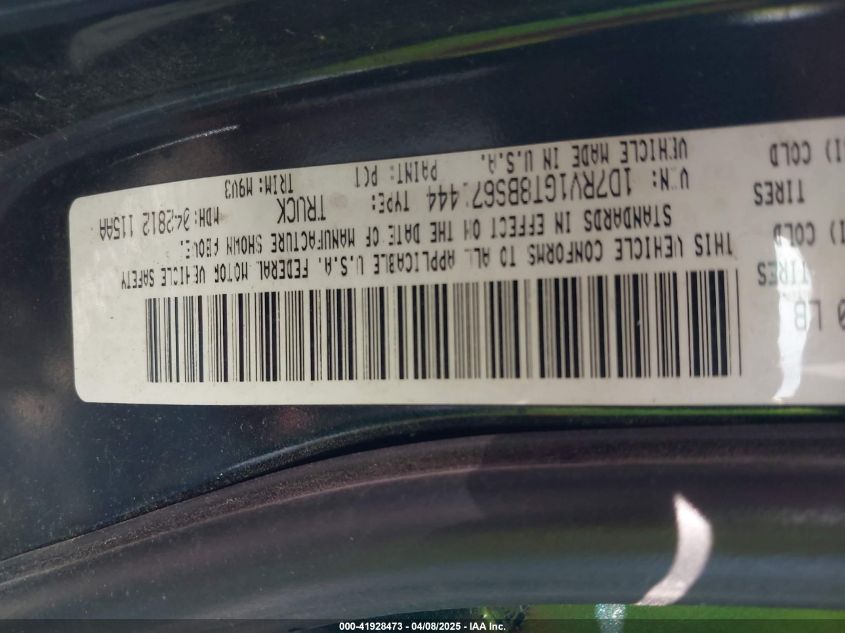 0 LB
TIRES
I) COLD
TIRES
I) COLD
THIS VEHICLE CONFORMS TO ALL APPLICABLE U.S.A. FEDERAL MOTOR VEHICLE SAFETY
STANDARDS IN EFFECT ON THE DATE OF MANUFACTURE SHOWN ABOVE.
VIN: TYPE: TRUCK MDH: 042812 115AA
VEHICLE MADE IN U.S.A. PAINT: PC1 TRIM: M9V3
000-41928473 - 04/08/2025 - IAA Inc.